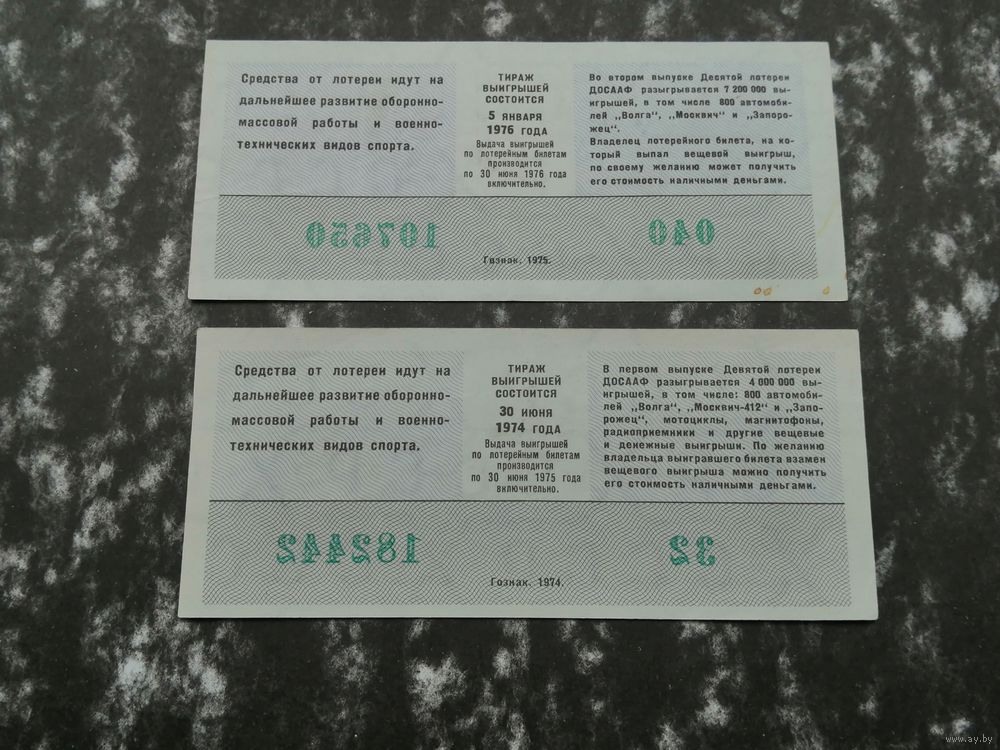 Средства от лотереи идут на
дальнейшее развитие оборонно-
массовой работы и военно-
технических видов спорта.
ТИРАЖ
ВЫИГРЫШЕЙ
СОСТОИТСЯ
5 ЯНВАРЯ
1976 ГОДА
Выдача выигрышей
по лотерейным билетам
производится
по 30 июня 1976 года
включительно.
Во втором выпуске Десятой лотереи
ДОСААФ разыгрывается 7 200 000 вы-
игрышей, в том числе 800 автомоби-
лей „Волга“, „Москвич“ и „Запоро-
жец“.
Владелец лотерейного билета, на ко-
торый выпал вещевой выигрыш,
по своему желанию может получить
его стоимость наличными деньгами.
107650
040
Гознак. 1975.
Средства от лотереи идут на
дальнейшее развитие оборонно-
массовой работы и военно-
технических видов спорта.
ТИРАЖ
ВЫИГРЫШЕЙ
СОСТОИТСЯ
30 ИЮНЯ
1974 ГОДА
Выдача выигрышей
по лотерейным билетам
производится
по 30 июня 1975 года
включительно.
В первом выпуске Девятой лотереи
ДОСААФ разыгрывается 4 000 000 вы-
игрышей, в том числе: 800 автомоби-
лей „Волга“, „Москвич-412“ и „Запо-
рожец“, мотоциклы, магнитофоны,
радиоприемники и другие вещевые
и денежные выигрыши. По желанию
владельца выигравшего билета взамен
вещевого выигрыша можно получить
его стоимость наличными деньгами.
182442
32
Гознак. 1974.
www.ay.by